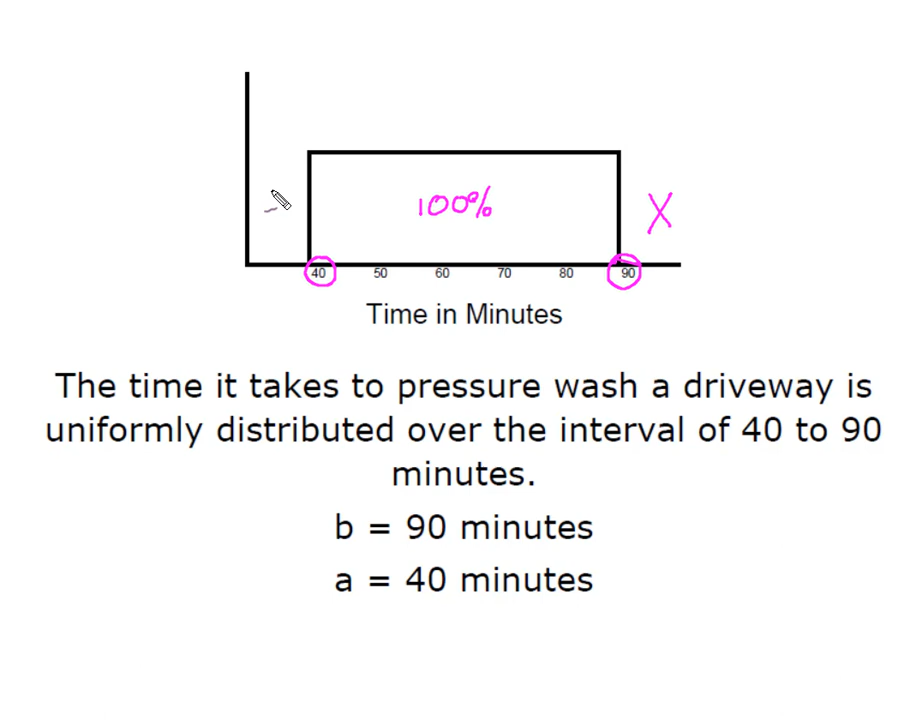 100%
X
40 50 60 70 80 90
Time in Minutes
The time it takes to pressure wash a driveway is
uniformly distributed over the interval of 40 to 90
minutes.
b = 90 minutes
a = 40 minutes